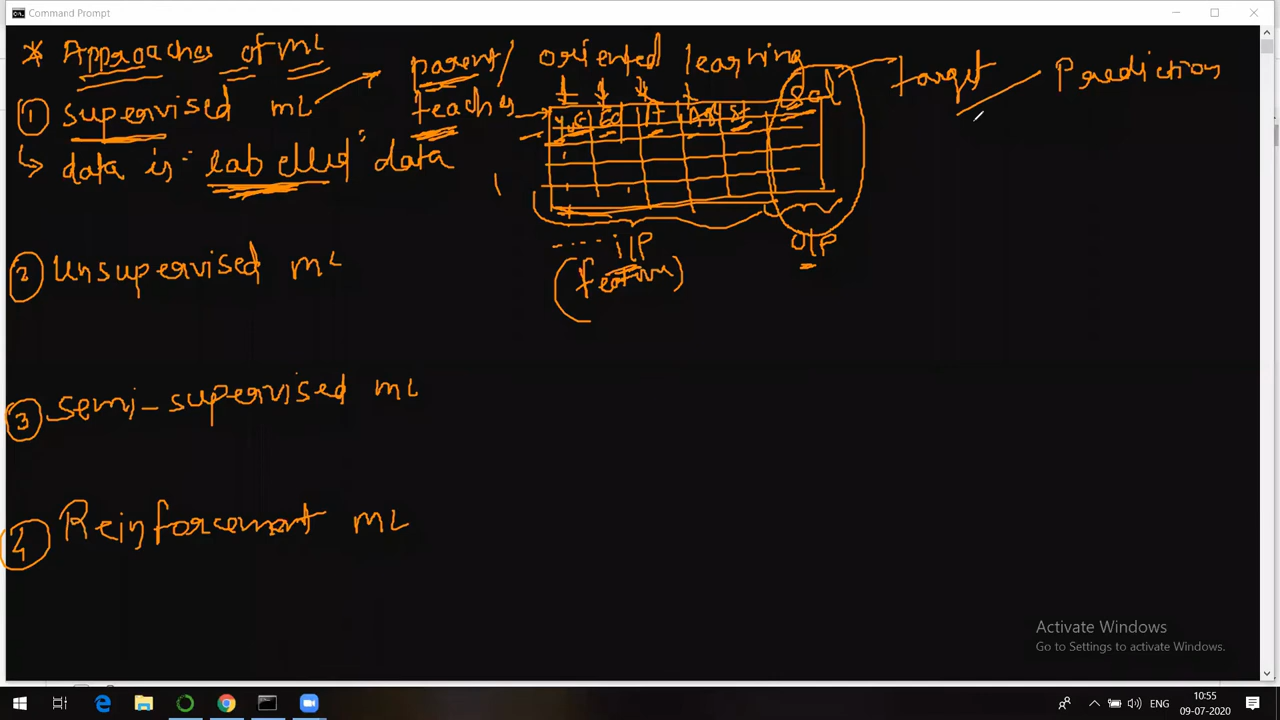 Command Prompt
* Approaches of ML
parent/ oriented learning
teacher
target
Prediction
① supervised ML
Sal
↳ data is "labelled" data
I/P
(feature)
O/P
② Unsupervised ML
③ Semi-supervised ML
④ Reinforcement ML
Activate Windows
Go to Settings to activate Windows.
ENG
10:55
09-07-2020